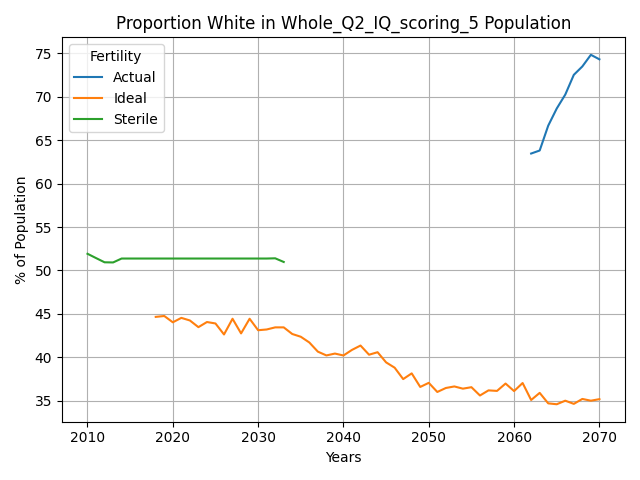 Proportion White in Whole_Q2_IQ_scoring_5 Population
Fertility
Actual
Ideal
Sterile
% of Population
75
70
65
60
55
50
45
40
35
2010
2020
2030
2040
2050
2060
2070
Years